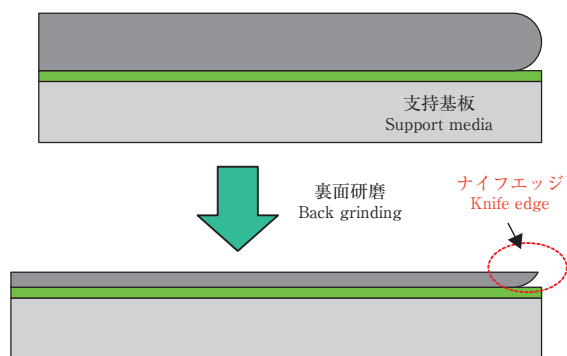 支持基板
Support media
裏面研磨
Back grinding
ナイフエッジ
Knife edge